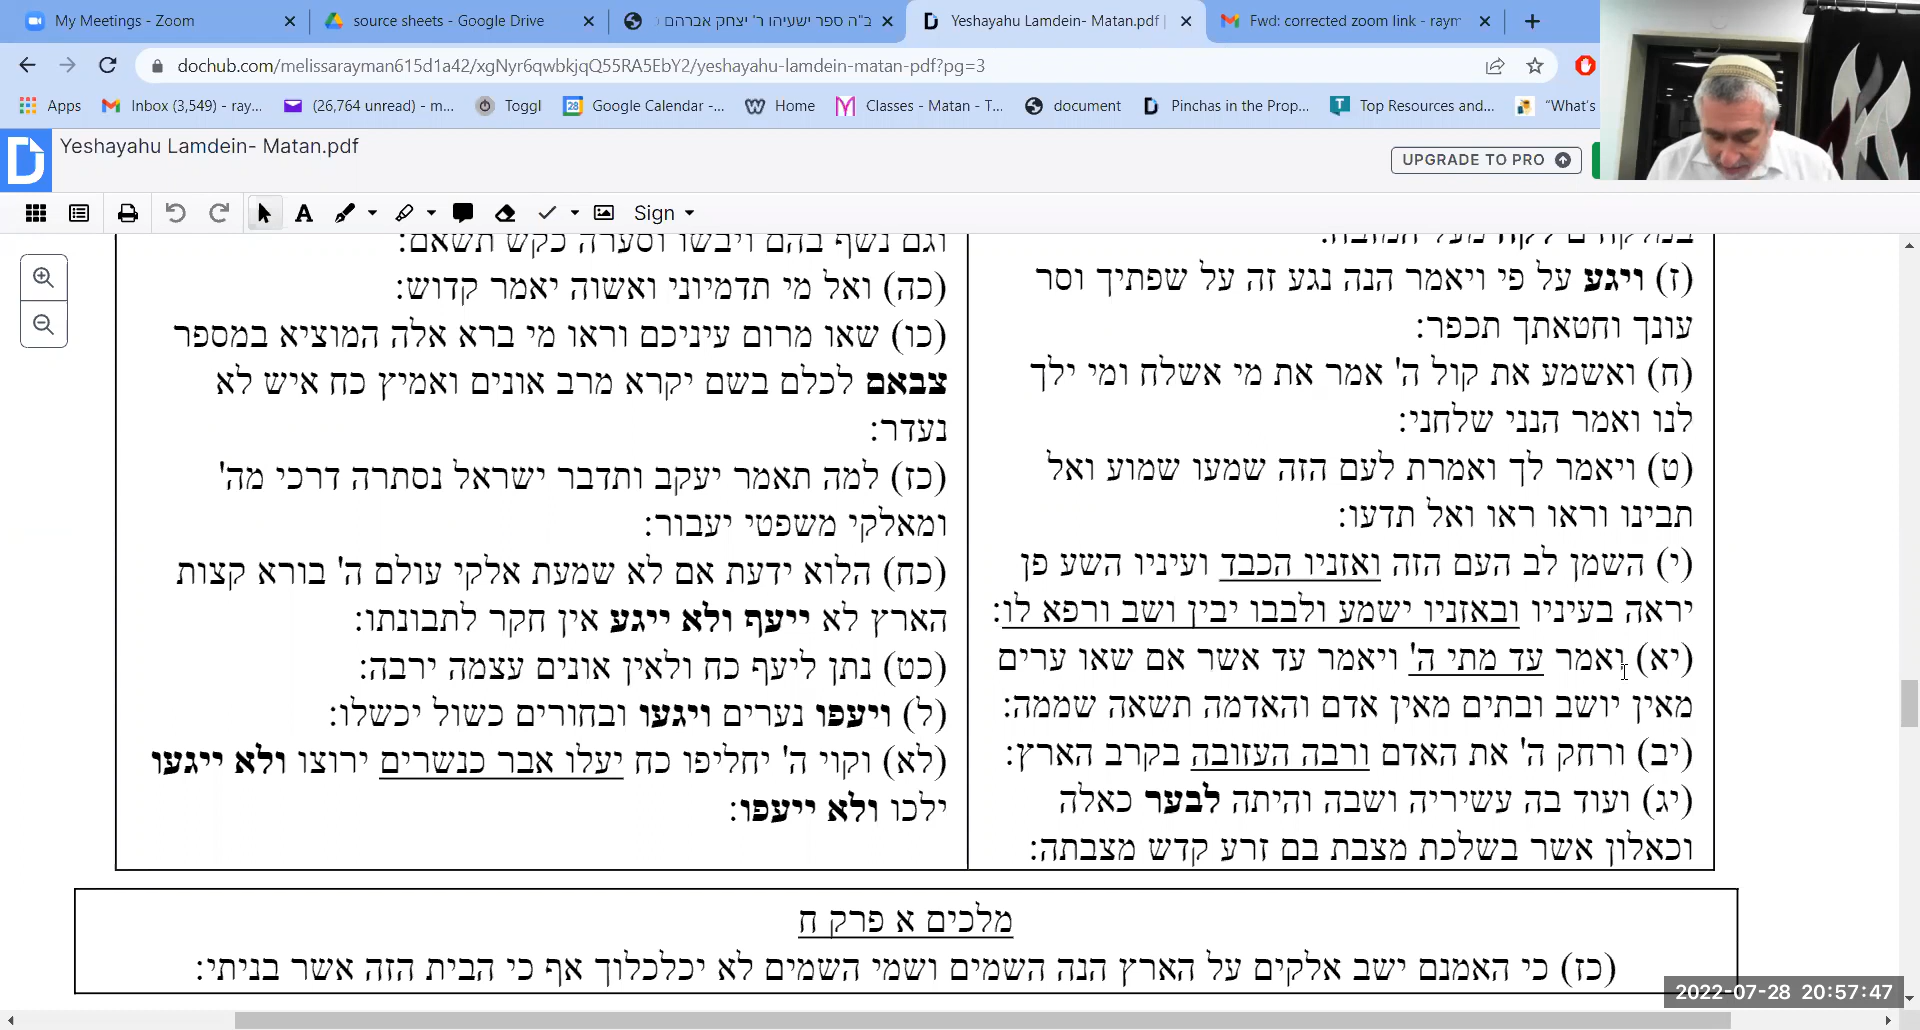 My Meetings - Zoom
source sheets - Google Drive
ב"ה ספר ישעיהו ר' יצחק אברהם
Yeshayahu Lamdein- Matan.pdf |
Fwd: corrected zoom link - raym
dochub.com/melissarayman615d1a42/xgNyr6qwbkjqQ55RA5EbY2/yeshayahu-lamdein-matan-pdf?pg=3
Apps
Inbox (3,549) - ray...
(26,764 unread) - m...
Toggl
Google Calendar -...
Home
Classes - Matan - T...
document
Pinchas in the Prop...
Top Resources and...
"What's
Yeshayahu Lamdein- Matan.pdf
UPGRADE TO PRO
Sign
(ז) ויגע על פי ויאמר הנה נגע זה על שפתיך וסר
עונך וחטאתך תכפר:
(ח) ואשמע את קול ה' אמר את מי אשלח ומי ילך
לנו ואמר הנני שלחני:
(ט) ויאמר לך ואמרת לעם הזה שמעו שמוע ואל
תבינו וראו ראו ואל תדעו:
(י) השמן לב העם הזה ואזניו הכבד ועיניו השע פן
יראה בעיניו ובאזניו ישמע ולבבו יבין ושב ורפא לו:
(יא) ואמר עד מתי ה' ויאמר עד אשר אם שאו ערים
מאין יושב ובתים מאין אדם והאדמה תשאה שממה:
(יב) ורחק ה' את האדם ורבה העזובה בקרב הארץ:
(יג) ועוד בה עשיריה ושבה והיתה לבער כאלה
וכאלון אשר בשלכת מצבת בם זרע קדש מצבתה:
וגם נשף בהם ויבשו וסערה כקש תשאם:
(כה) ואל מי תדמיוני ואשוה יאמר קדוש:
(כו) שאו מרום עיניכם וראו מי ברא אלה המוציא במספר
צבאם לכלם בשם יקרא מרב אונים ואמיץ כח איש לא
נעדר:
(כז) למה תאמר יעקב ותדבר ישראל נסתרה דרכי מה'
ומאלקי משפטי יעבור:
(כח) הלוא ידעת אם לא שמעת אלקי עולם ה' בורא קצות
הארץ לא ייעף ולא ייגע אין חקר לתבונתו:
(כט) נתן ליעף כח ולאין אונים עצמה ירבה:
(ל) ויעפו נערים ויגעו ובחורים כשול יכשלו:
(לא) וקוי ה' יחליפו כח יעלו אבר כנשרים ירוצו ולא ייגעו
ילכו ולא ייעפו:
מלכים א פרק ח
(כז) כי האמנם ישב אלקים על הארץ הנה השמים ושמי השמים לא יכלכלוך אף כי הבית הזה אשר בניתי:
2022-07-28 20:57:47